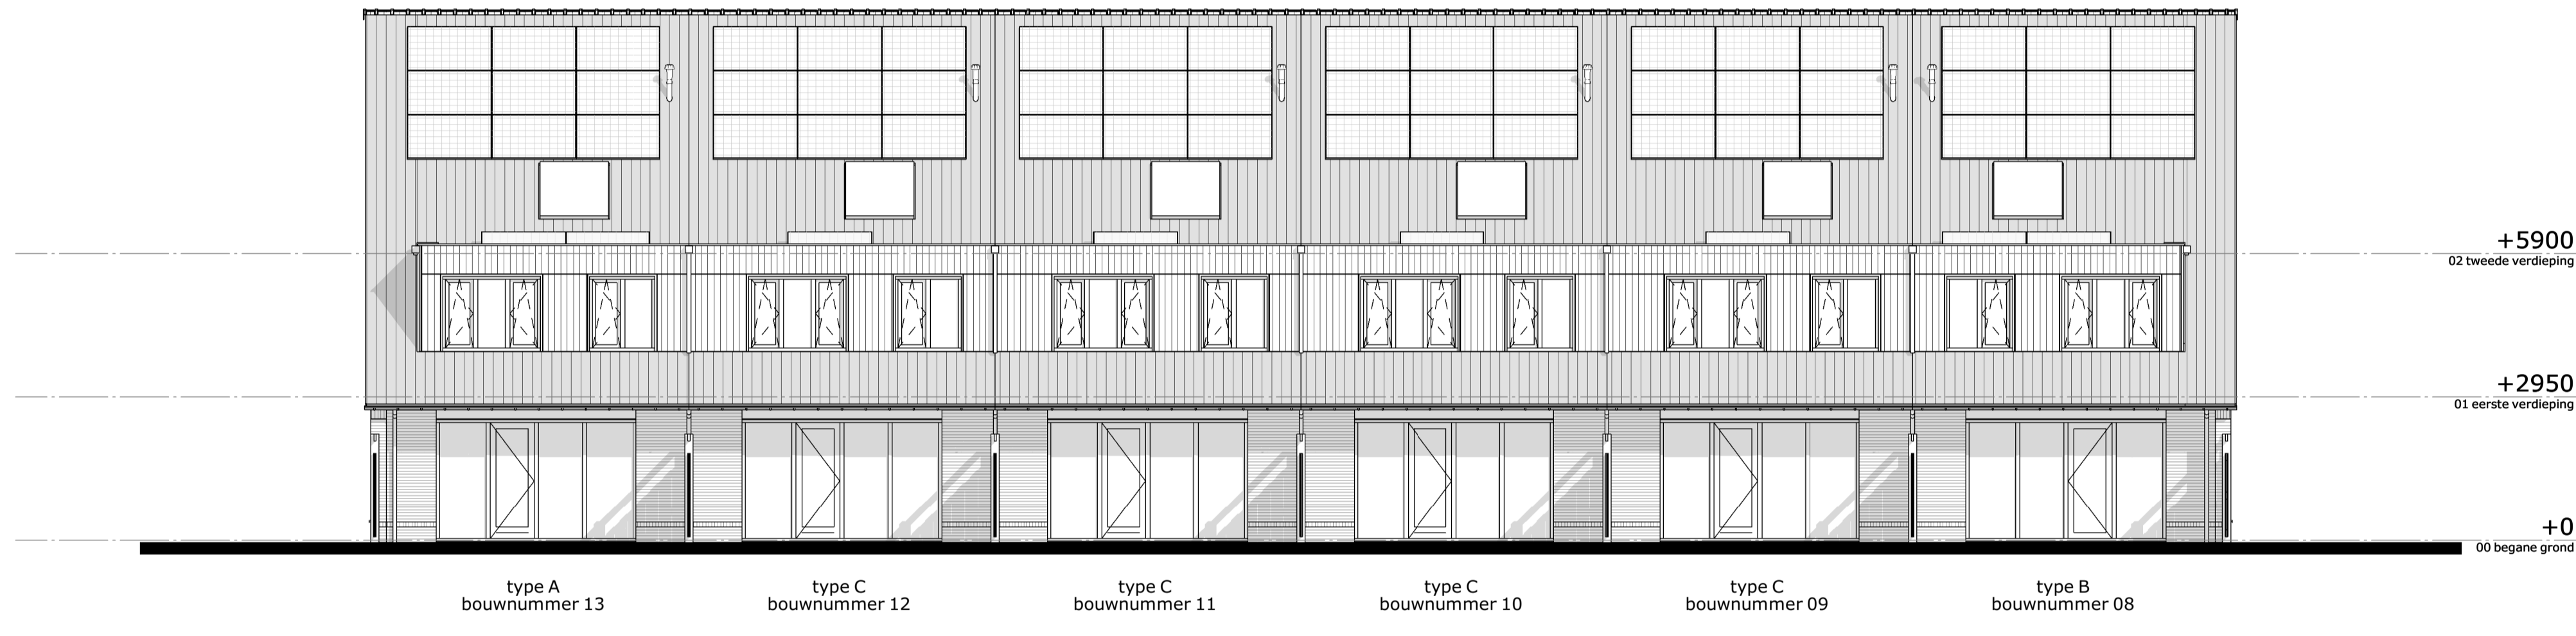 +5900
02 tweede verdieping
+2950
01 eerste verdieping
+0
00 begane grond
type A
bouwnummer 13
type C
bouwnummer 12
type C
bouwnummer 11
type C
bouwnummer 10
type C
bouwnummer 09
type B
bouwnummer 08